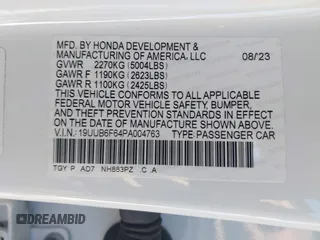 MFD. BY HONDA DEVELOPMENT &
MANUFACTURING OF AMERICA, LLC 08/23
GVWR 2270KG (5004LBS)
GAWR F 1190KG (2623LBS)
GAWR R 1100KG (2425LBS)
THIS VEHICLE CONFORMS TO ALL APPLICABLE
FEDERAL MOTOR VEHICLE SAFETY, BUMPER,
AND THEFT PREVENTION STANDARDS IN EFFECT
ON THE DATE OF MANUFACTURE SHOWN ABOVE.
V.I.N.: 19UUB6F64PA004763 TYPE: PASSENGER CAR
TGY P AD7 NH883PZ C A
DREAMBID